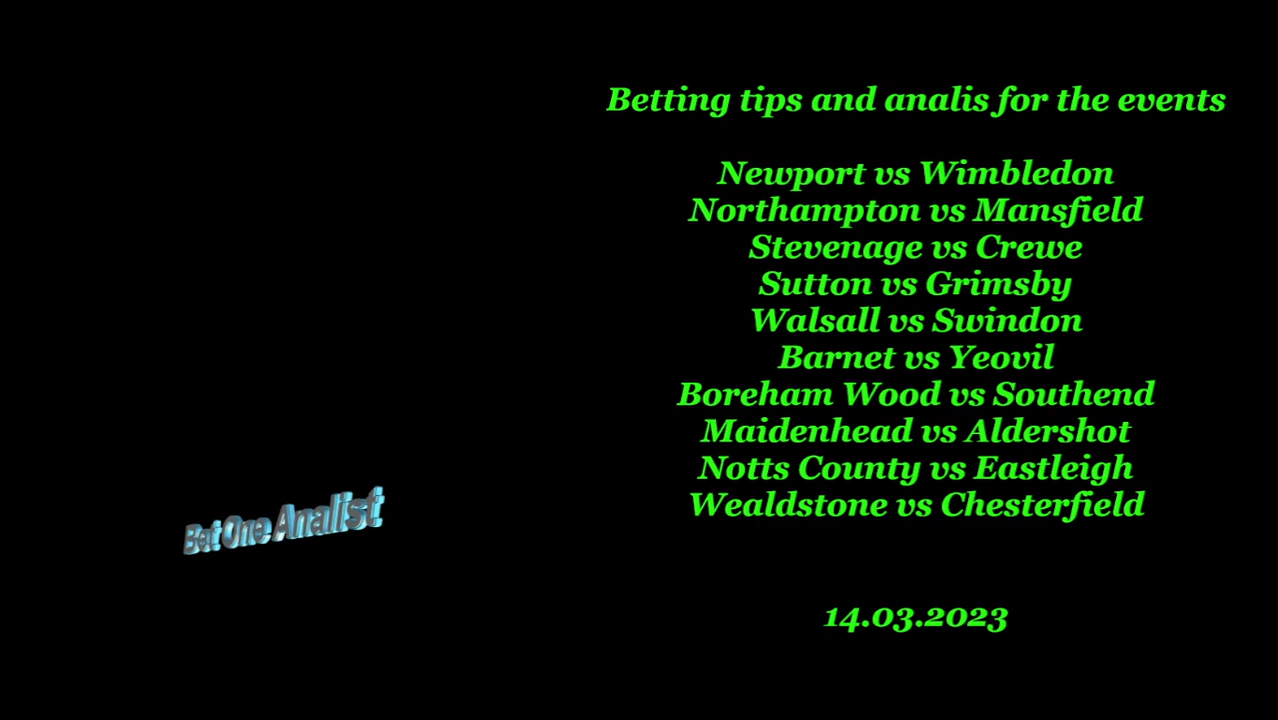 Betting tips and analis for the events
Newport vs Wimbledon
Northampton vs Mansfield
Stevenage vs Crewe
Sutton vs Grimsby
Walsall vs Swindon
Barnet vs Yeovil
Boreham Wood vs Southend
Maidenhead vs Aldershot
Notts County vs Eastleigh
Wealdstone vs Chesterfield
Bet One Analist
14.03.2023